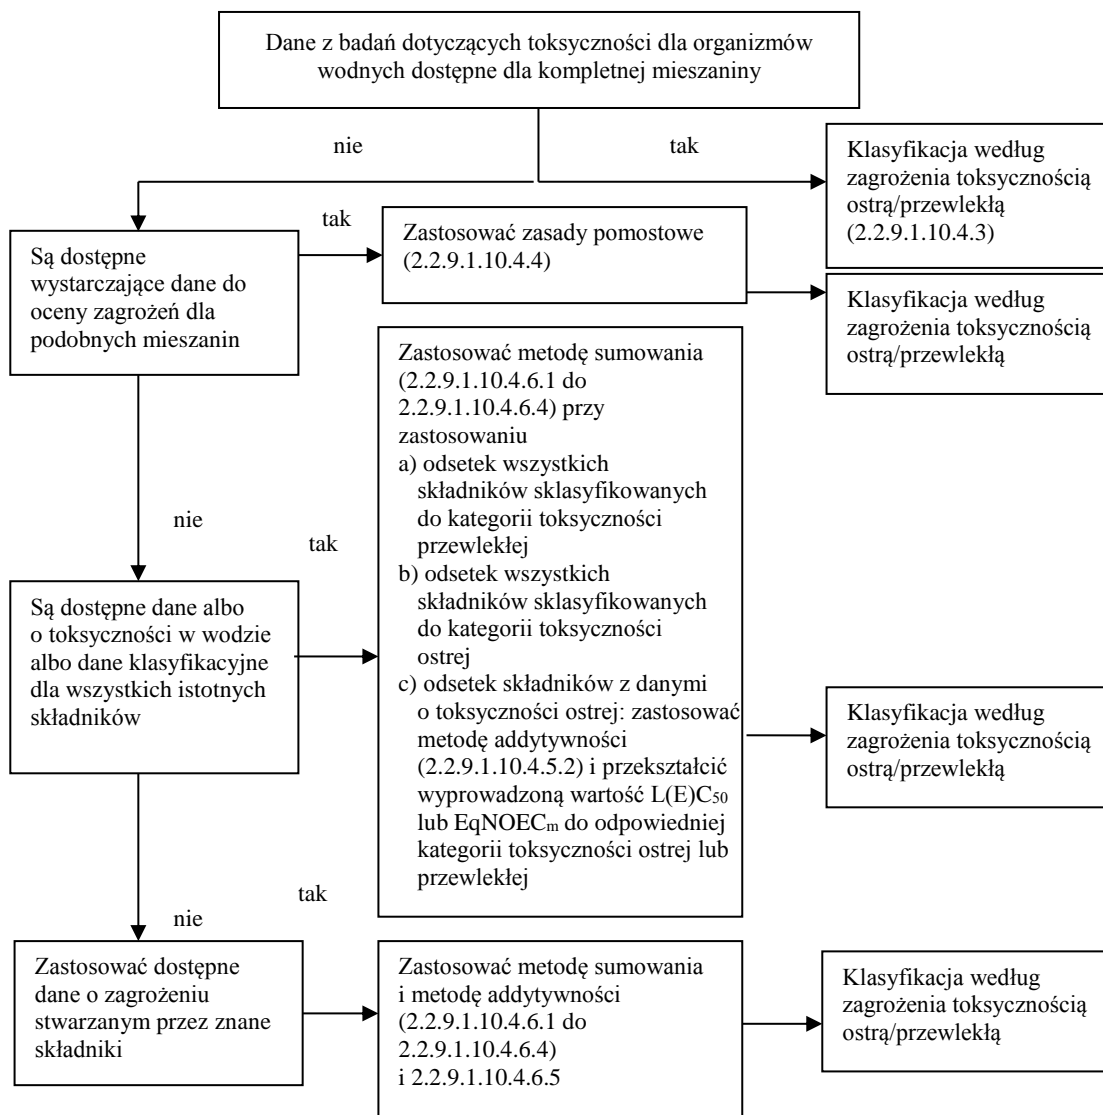 Dane z badań dotyczących toksyczności dla organizmów
wodnych dostępne dla kompletnej mieszaniny
nie
tak
Klasyfikacja według
zagrożenia toksycznością
ostrą/przewlekłą
(2.2.9.1.10.4.3)
Są dostępne
wystarczające dane do
oceny zagrożeń dla
podobnych mieszanin
tak
Zastosować zasady pomostowe
(2.2.9.1.10.4.4)
Klasyfikacja według
zagrożenia toksycznością
ostrą/przewlekłą
nie
tak
Zastosować metodę sumowania
(2.2.9.1.10.4.6.1 do
2.2.9.1.10.4.6.4) przy
zastosowaniu
a) odsetek wszystkich
składników sklasyfikowanych
do kategorii toksyczności
przewlekłej
b) odsetek wszystkich
składników sklasyfikowanych
do kategorii toksyczności
ostrej
c) odsetek składników z danymi
o toksyczności ostrej: zastosować
metodę addytywności
(2.2.9.1.10.4.5.2) i przekształcić
wyprowadzoną wartość L(E)C₅₀
lub EqNOECₘ do odpowiedniej
kategorii toksyczności ostrej lub
przewlekłej
Są dostępne dane albo
o toksyczności w wodzie
albo dane klasyfikacyjne
dla wszystkich istotnych
składników
Klasyfikacja według
zagrożenia toksycznością
ostrą/przewlekłą
nie
tak
Zastosować dostępne
dane o zagrożeniu
stwarzanym przez znane
składniki
Zastosować metodę sumowania
i metodę addytywności
(2.2.9.1.10.4.6.1 do
2.2.9.1.10.4.6.4)
i 2.2.9.1.10.4.6.5
Klasyfikacja według
zagrożenia toksycznością
ostrą/przewlekłą